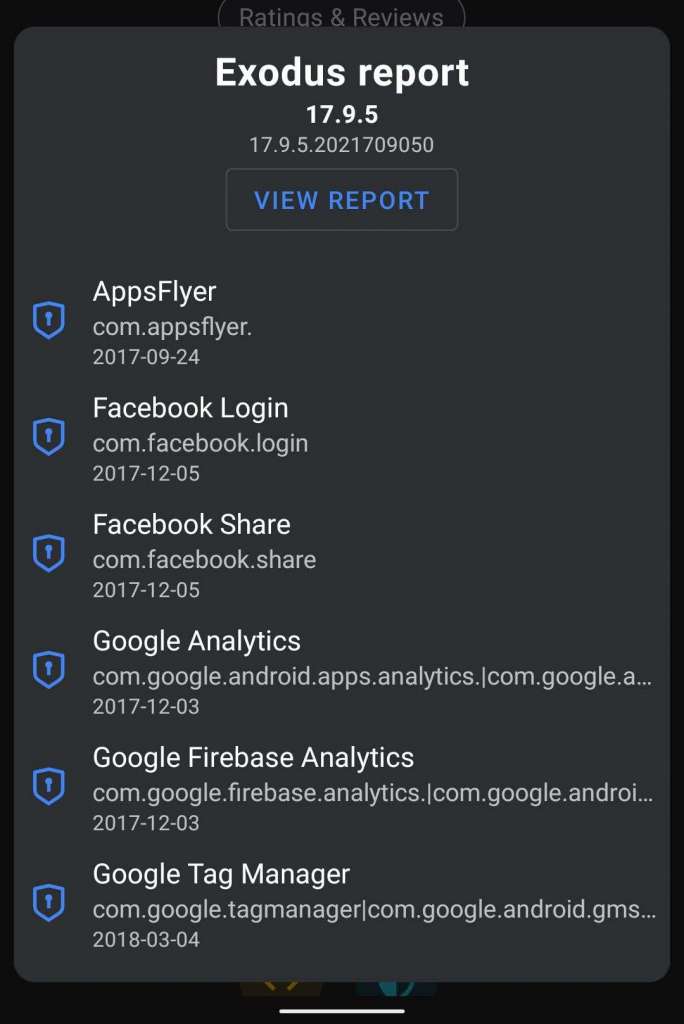 Ratings & Reviews
Exodus report
17.9.5
17.9.5.2021709050
VIEW REPORT
AppsFlyer
com.appsflyer.
2017-09-24
Facebook Login
com.facebook.login
2017-12-05
Facebook Share
com.facebook.share
2017-12-05
Google Analytics
com.google.android.apps.analytics.|com.google.a...
2017-12-03
Google Firebase Analytics
com.google.firebase.analytics.|com.google.androi...
2017-12-03
Google Tag Manager
com.google.tagmanager|com.google.android.gms...
2018-03-04